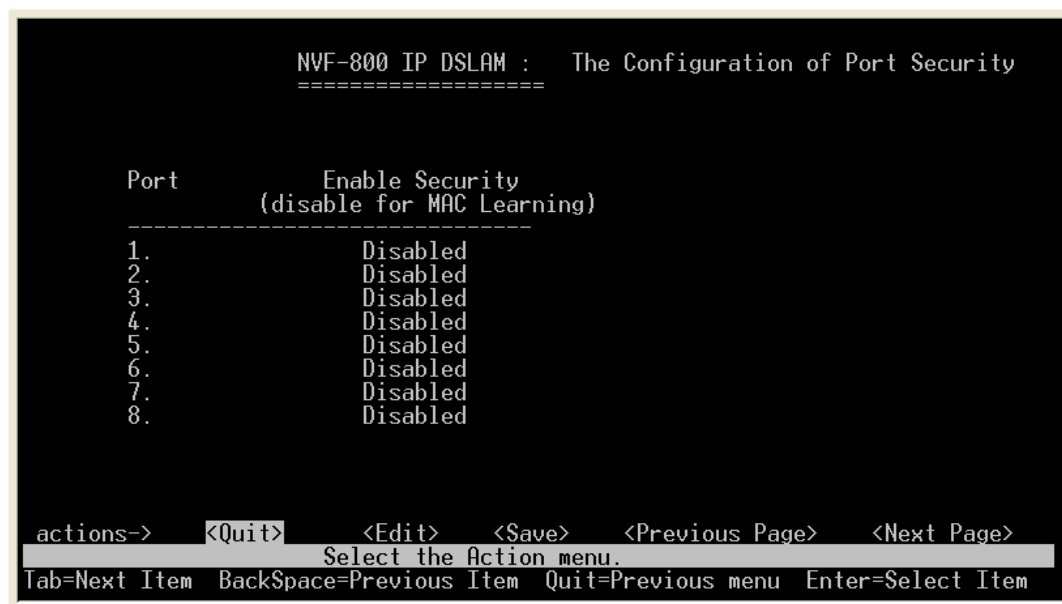 NVF-800 IP DSLAM :   The Configuration of Port Security
===================
Port    Enable Security
(disable for MAC Learning)
-------------------------------
1.    Disabled
2.    Disabled
3.    Disabled
4.    Disabled
5.    Disabled
6.    Disabled
7.    Disabled
8.    Disabled
actions->    <Quit>    <Edit>    <Save>    <Previous Page>    <Next Page>
Select the Action menu.
Tab=Next Item  BackSpace=Previous Item  Quit=Previous menu  Enter=Select Item